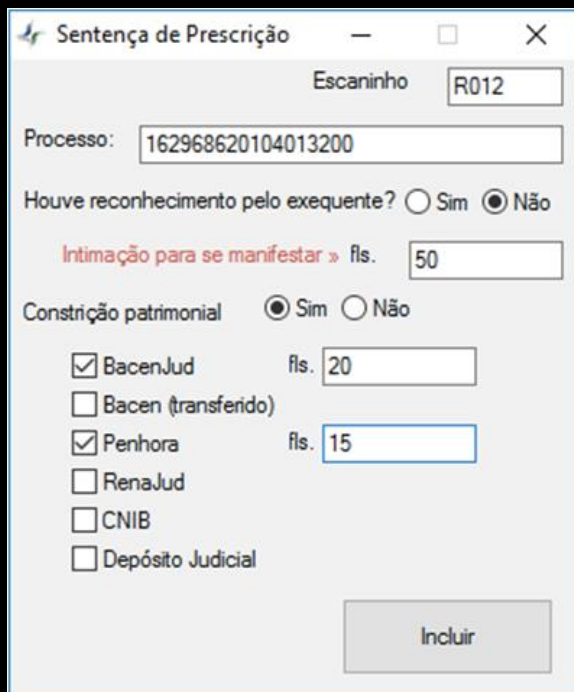 Sentença de Prescrição
Escaninho R012
Processo: 162968620104013200
Houve reconhecimento pelo exequente? Sim Não
Intimação para se manifestar » fls. 50
Constrição patrimonial Sim Não
BacenJud fls. 20
Bacen (transferido)
Penhora fls. 15
RenaJud
CNIB
Depósito Judicial
Incluir